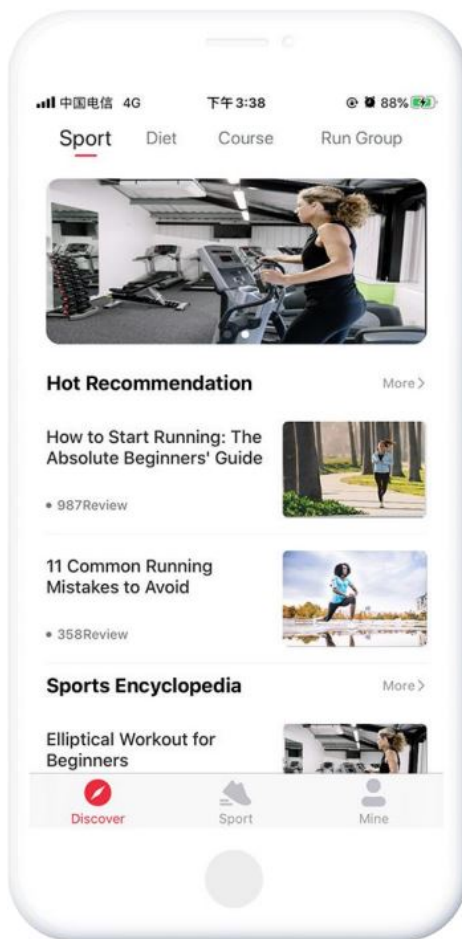 中国电信 4G 下午3:38 88%
Sport Diet Course Run Group
Hot Recommendation More >
How to Start Running: The
Absolute Beginners' Guide
• 987Review
11 Common Running
Mistakes to Avoid
• 358Review
Sports Encyclopedia More >
Elliptical Workout for
Beginners
Discover Sport Mine